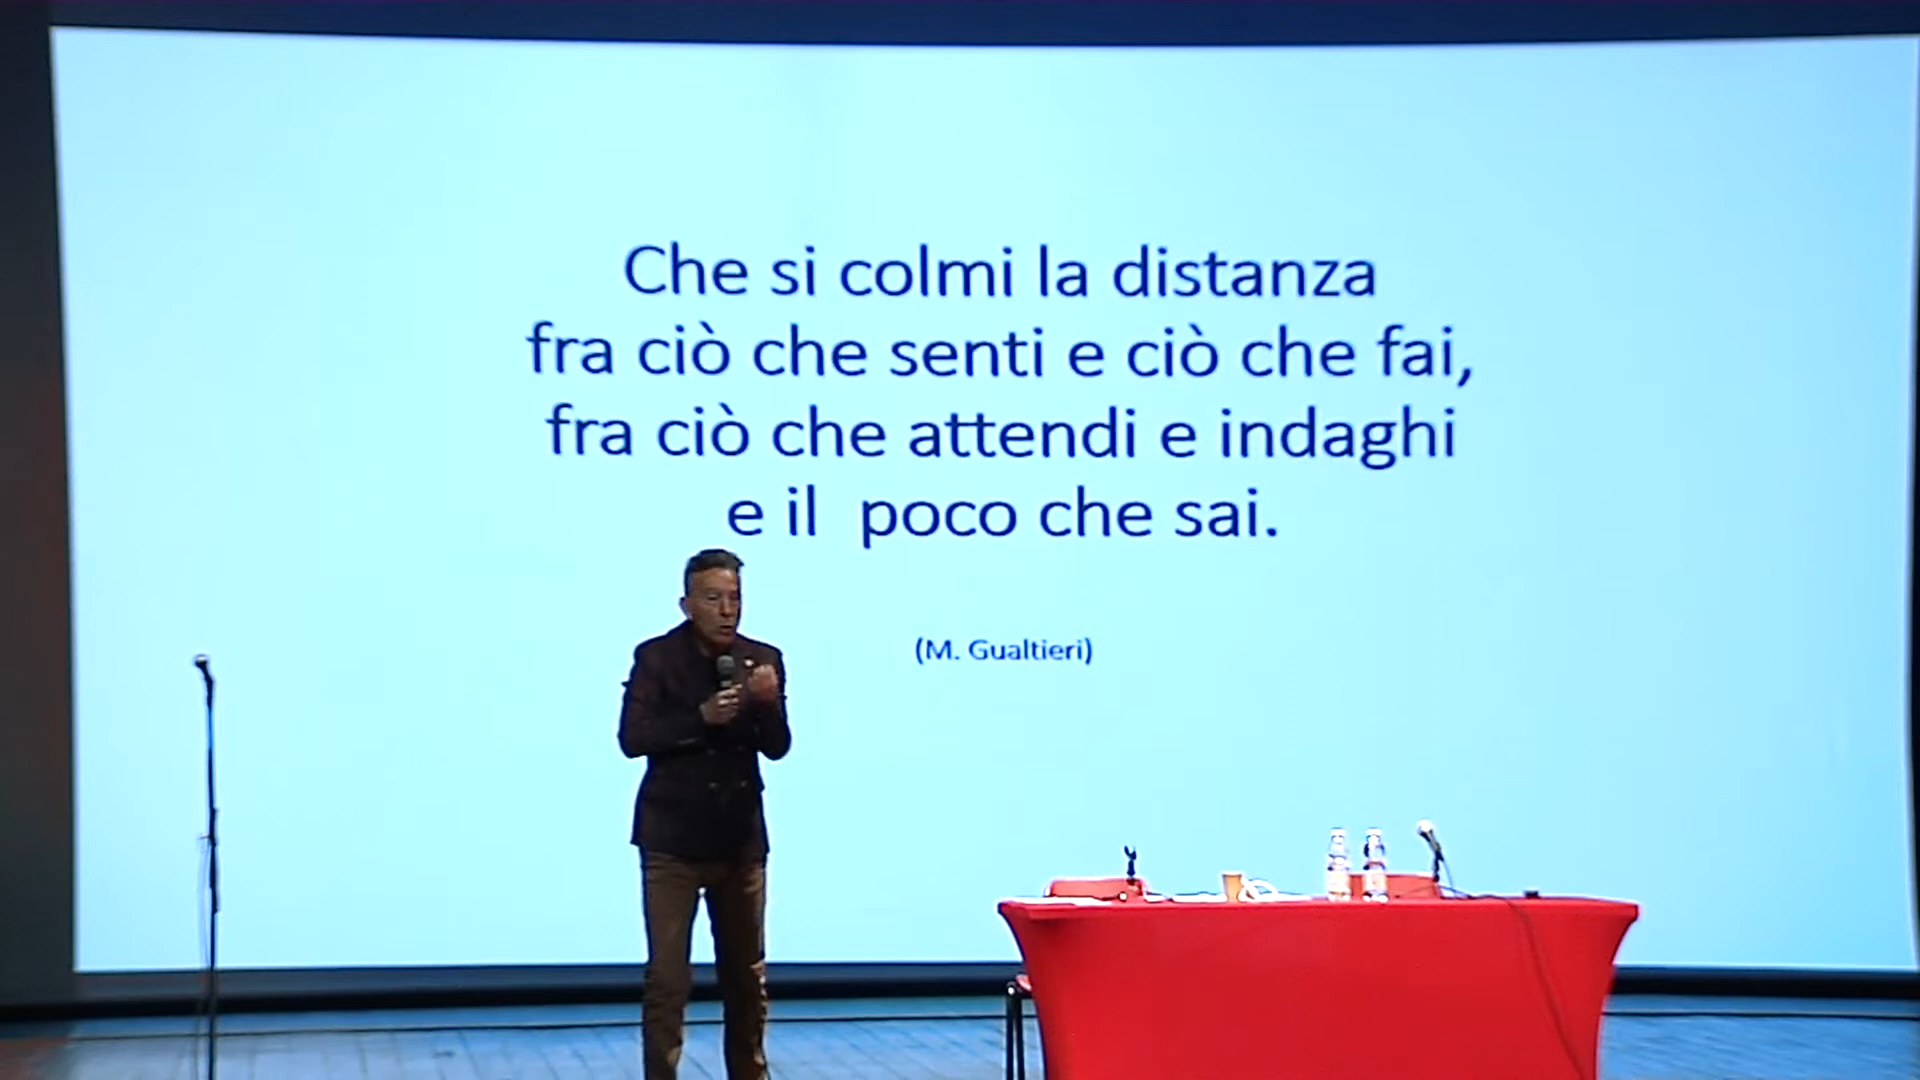 Che si colmi la distanza
fra ciò che senti e ciò che fai,
fra ciò che attendi e indaghi
e il  poco che sai.
(M. Gualtieri)